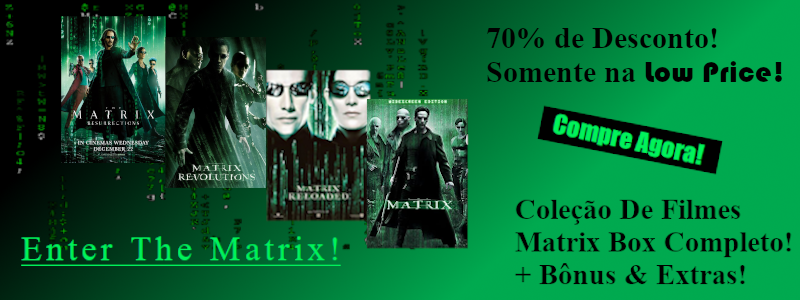 THE
MATRIX
RESURRECTIONS
IN CINEMAS WEDNESDAY
DECEMBER 22
MATRIX
REVOLUTIONS
MATRIX
RELOADED
WIDESCREEN EDITION
MATRIX
Enter The Matrix!
70% de Desconto!
Somente na Low Price!
Compre Agora!
Coleção De Filmes
Matrix Box Completo!
+ Bônus & Extras!